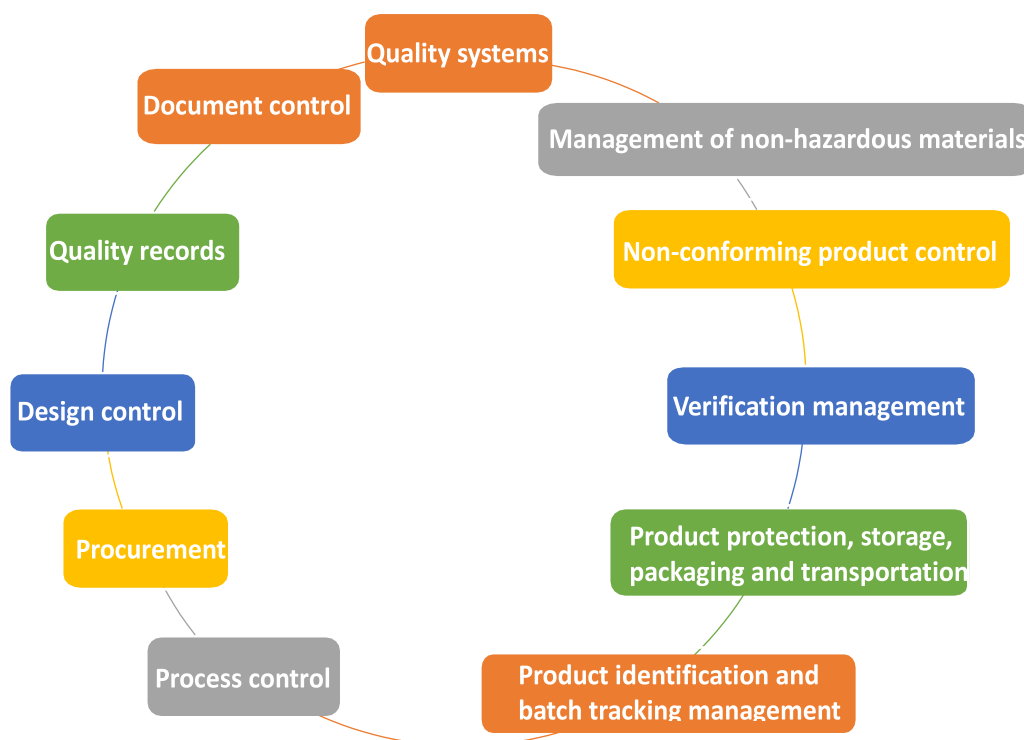 Quality systems
Document control
Management of non-hazardous materials
Quality records
Non-conforming product control
Design control
Verification management
Procurement
Product protection, storage,
packaging and transportation
Process control
Product identification and
batch tracking management